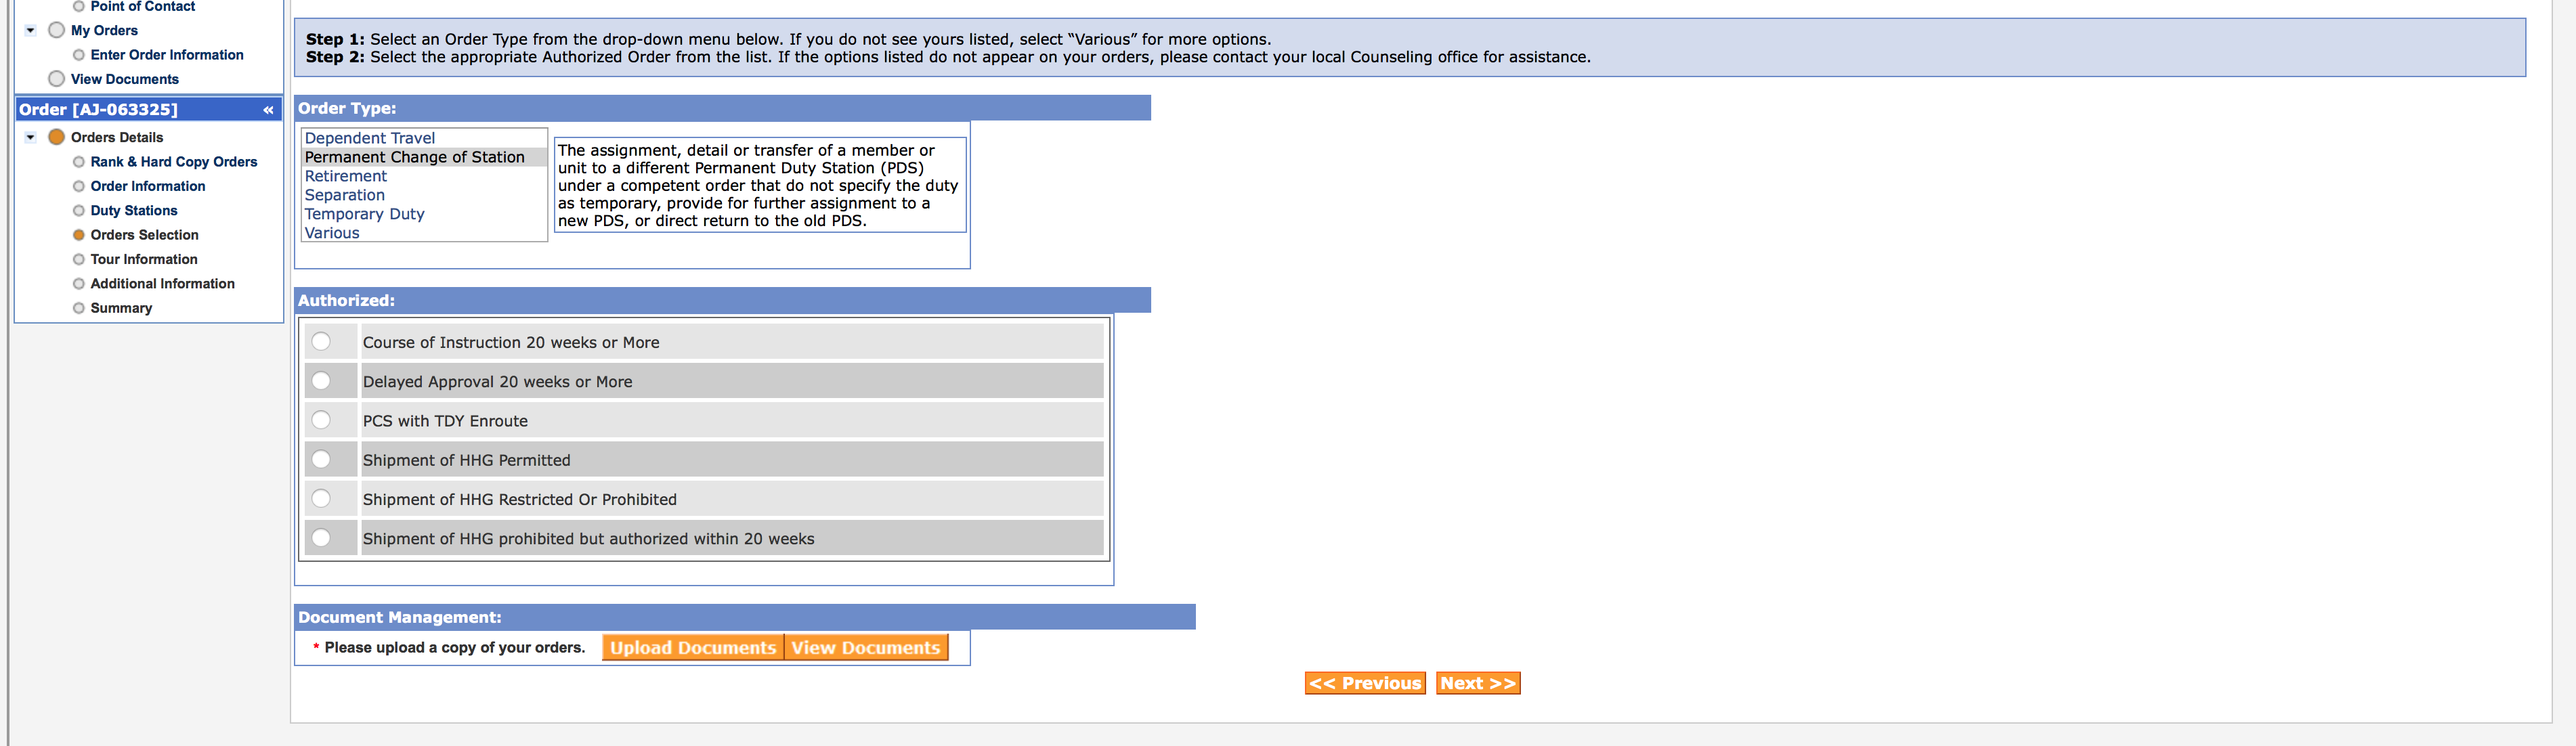 Point of Contact
My Orders
Enter Order Information
View Documents
Order [AJ-063325] «
Orders Details
Rank & Hard Copy Orders
Order Information
Duty Stations
Orders Selection
Tour Information
Additional Information
Summary
Step 1: Select an Order Type from the drop-down menu below. If you do not see yours listed, select “Various” for more options.
Step 2: Select the appropriate Authorized Order from the list. If the options listed do not appear on your orders, please contact your local Counseling office for assistance.
Order Type:
Dependent Travel
Permanent Change of Station
Retirement
Separation
Temporary Duty
Various
The assignment, detail or transfer of a member or
unit to a different Permanent Duty Station (PDS)
under a competent order that do not specify the duty
as temporary, provide for further assignment to a
new PDS, or direct return to the old PDS.
Authorized:
Course of Instruction 20 weeks or More
Delayed Approval 20 weeks or More
PCS with TDY Enroute
Shipment of HHG Permitted
Shipment of HHG Restricted Or Prohibited
Shipment of HHG prohibited but authorized within 20 weeks
Document Management:
* Please upload a copy of your orders. Upload Documents View Documents
<< Previous Next >>